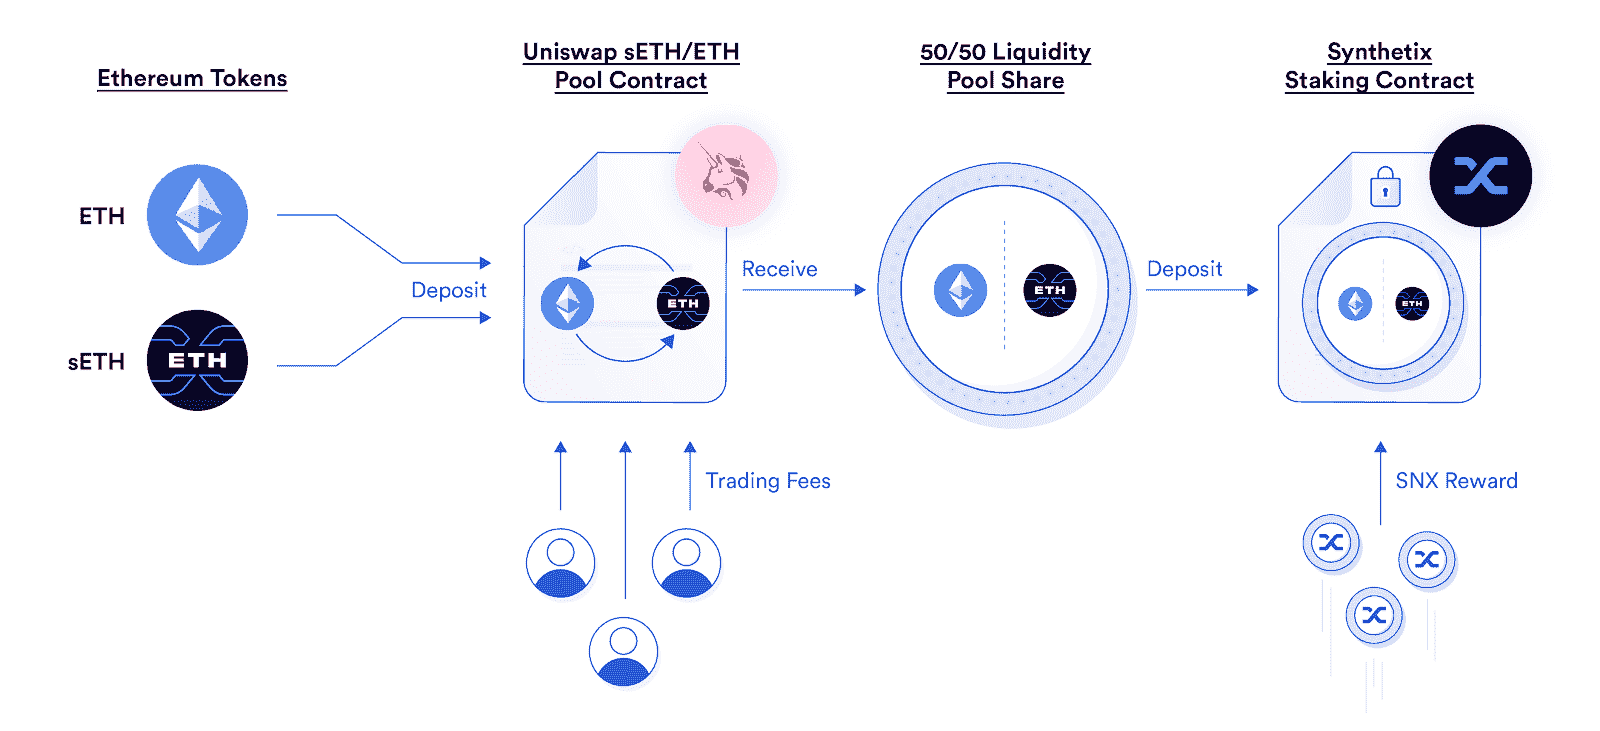 Ethereum Tokens
Uniswap sETH/ETH
Pool Contract
50/50 Liquidity
Pool Share
Synthetix
Staking Contract
ETH
sETH
ETH
Deposit
ETH
Receive
ETH
Deposit
ETH
Trading Fees
SNX Reward